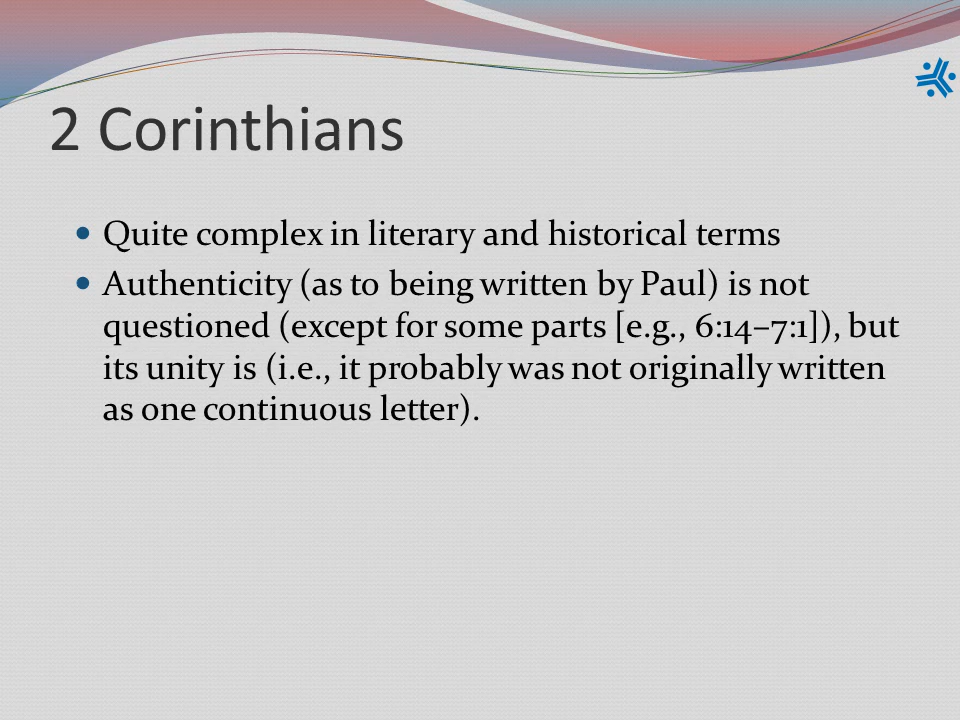 2 Corinthians
Quite complex in literary and historical terms
Authenticity (as to being written by Paul) is not
questioned (except for some parts [e.g., 6:14–7:1]), but
its unity is (i.e., it probably was not originally written
as one continuous letter).